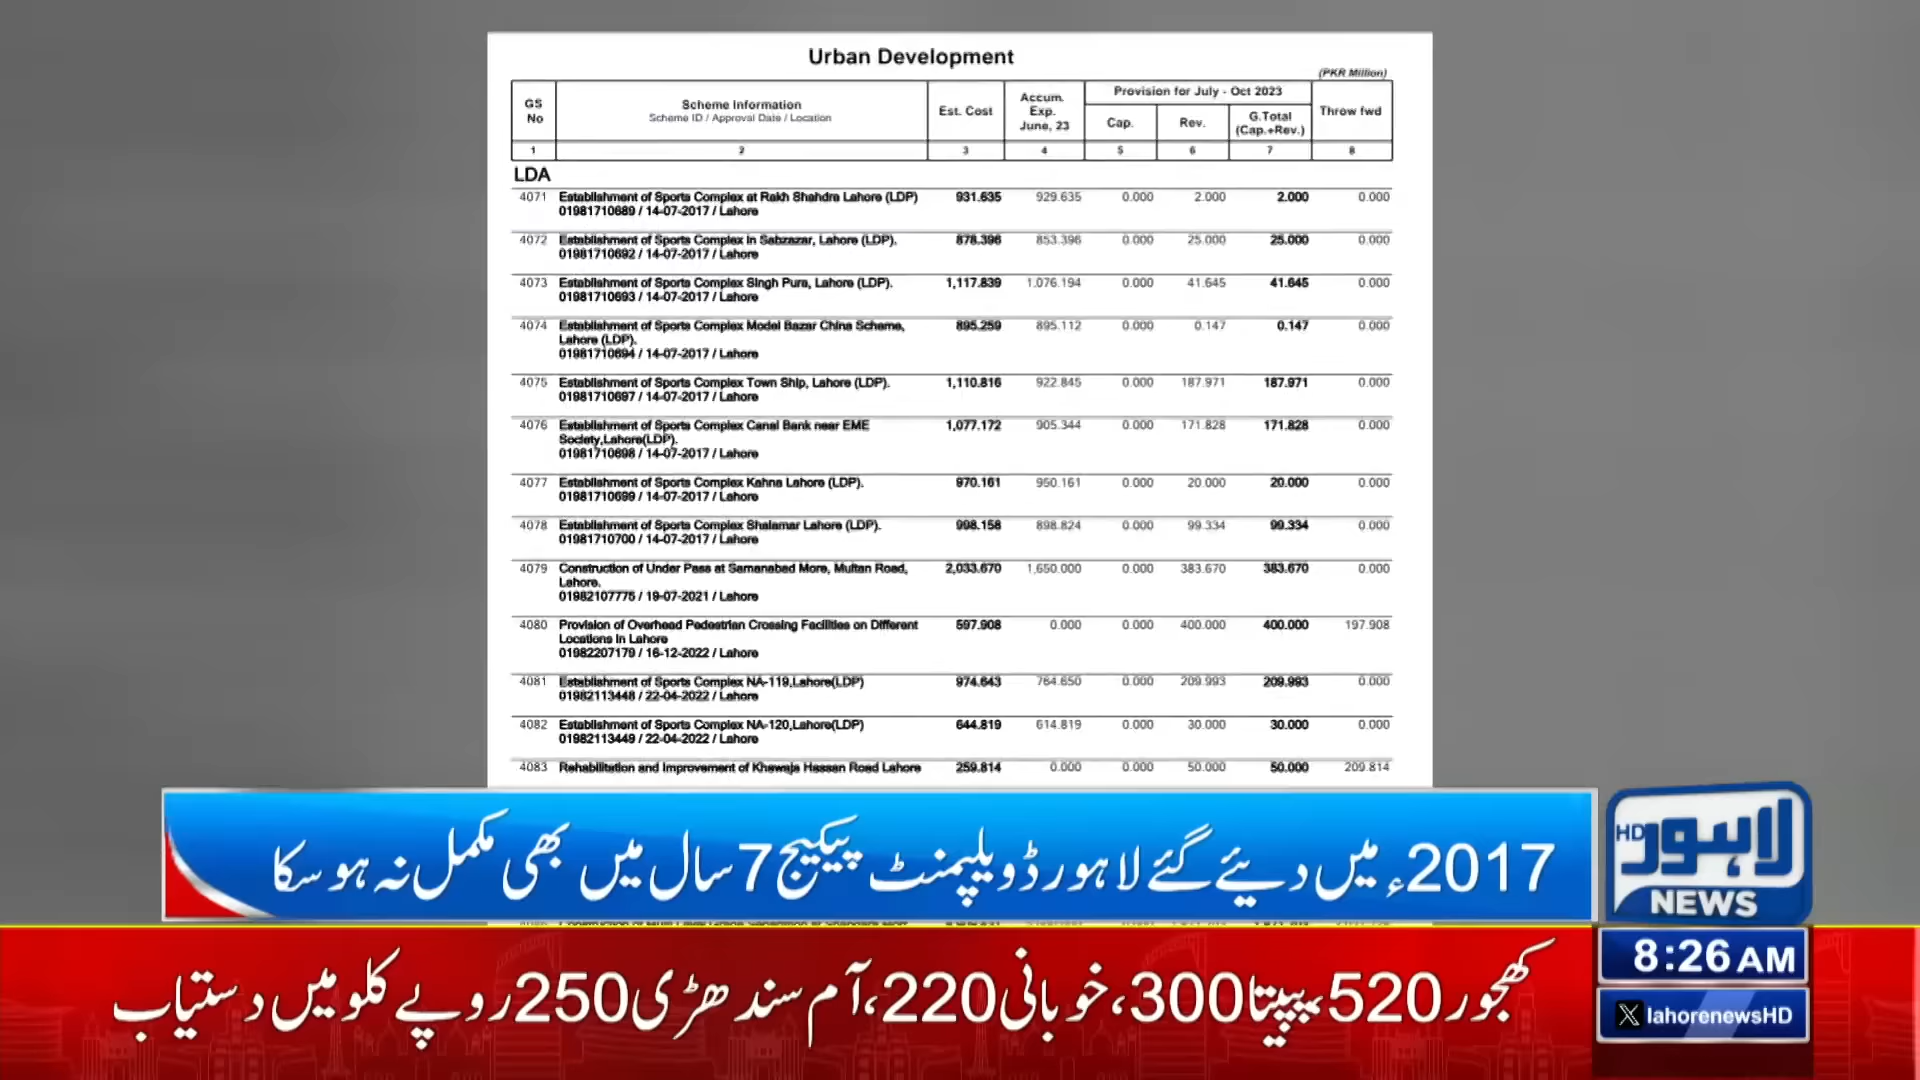 Urban Development
(PKR Million)
GS No Scheme Information Scheme ID / Approval Date / Location Est. Cost Accum. Exp. June, 23 Provision for July - Oct 2023 Cap. Rev. G.Total (Cap.+Rev.) Throw fwd
1 2 3 4 5 6 7 8
LDA
4071 Establishment of Sports Complex at Rakh Shahdra Lahore (LDP) 931.635 929.635 0.000 2.000 2.000 0.000
01981710689 / 14-07-2017 / Lahore
4072 Establishment of Sports Complex in Sabzazar, Lahore (LDP). 878.396 853.396 0.000 25.000 25.000 0.000
01981710692 / 14-07-2017 / Lahore
4073 Establishment of Sports Complex Singh Pura, Lahore (LDP). 1,117.839 1,076.194 0.000 41.645 41.645 0.000
01981710693 / 14-07-2017 / Lahore
4074 Establishment of Sports Complex Model Bazar China Scheme, 895.259 895.112 0.000 0.147 0.147 0.000
Lahore (LDP).
01981710694 / 14-07-2017 / Lahore
4075 Establishment of Sports Complex Town Ship, Lahore (LDP). 1,110.816 922.845 0.000 187.971 187.971 0.000
01981710697 / 14-07-2017 / Lahore
4076 Establishment of Sports Complex Canal Bank near EME 1,077.172 905.344 0.000 171.828 171.828 0.000
Society,Lahore(LDP).
01981710698 / 14-07-2017 / Lahore
4077 Establishment of Sports Complex Kahna Lahore (LDP). 970.161 950.161 0.000 20.000 20.000 0.000
01981710699 / 14-07-2017 / Lahore
4078 Establishment of Sports Complex Shalamar Lahore (LDP). 998.158 898.824 0.000 99.334 99.334 0.000
01981710700 / 14-07-2017 / Lahore
4079 Construction of Under Pass at Samanabad More, Multan Road, 2,033.670 1,650.000 0.000 383.670 383.670 0.000
Lahore.
01982107775 / 19-07-2021 / Lahore
4080 Provision of Overhead Pedestrian Crossing Facilities on Different 597.908 0.000 0.000 400.000 400.000 197.908
Locations in Lahore
01982207179 / 16-12-2022 / Lahore
4081 Establishment of Sports Complex NA-119,Lahore(LDP) 974.643 764.650 0.000 209.993 209.993 0.000
01982113448 / 22-04-2022 / Lahore
4082 Establishment of Sports Complex NA-120,Lahore(LDP) 644.819 614.819 0.000 30.000 30.000 0.000
01982113449 / 22-04-2022 / Lahore
4083 Rehabilitation and Improvement of Khawaja Hassan Road Lahore 259.814 0.000 0.000 50.000 50.000 209.814
2017ء میں دیئے گئے لاہور ڈویلپمنٹ پیکیج 7 سال میں بھی مکمل نہ ہو سکا
لاہور HD
NEWS
8:26 AM
کھجور 520، پپیتا 300، خوبانی 220، آم سندھڑی 250 روپے کلو میں دستیاب
X lahorenewsHD